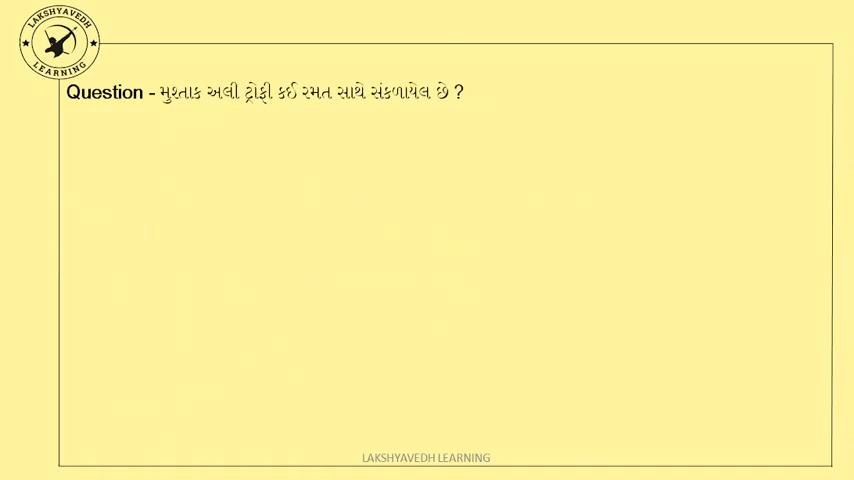 LAKSHYAVEDH
LEARNING
Question - મુશ્તાક અલી ટ્રોફી કઈ રમત સાથે સંકળાયેલ છે ?
LAKSHYAVEDH LEARNING